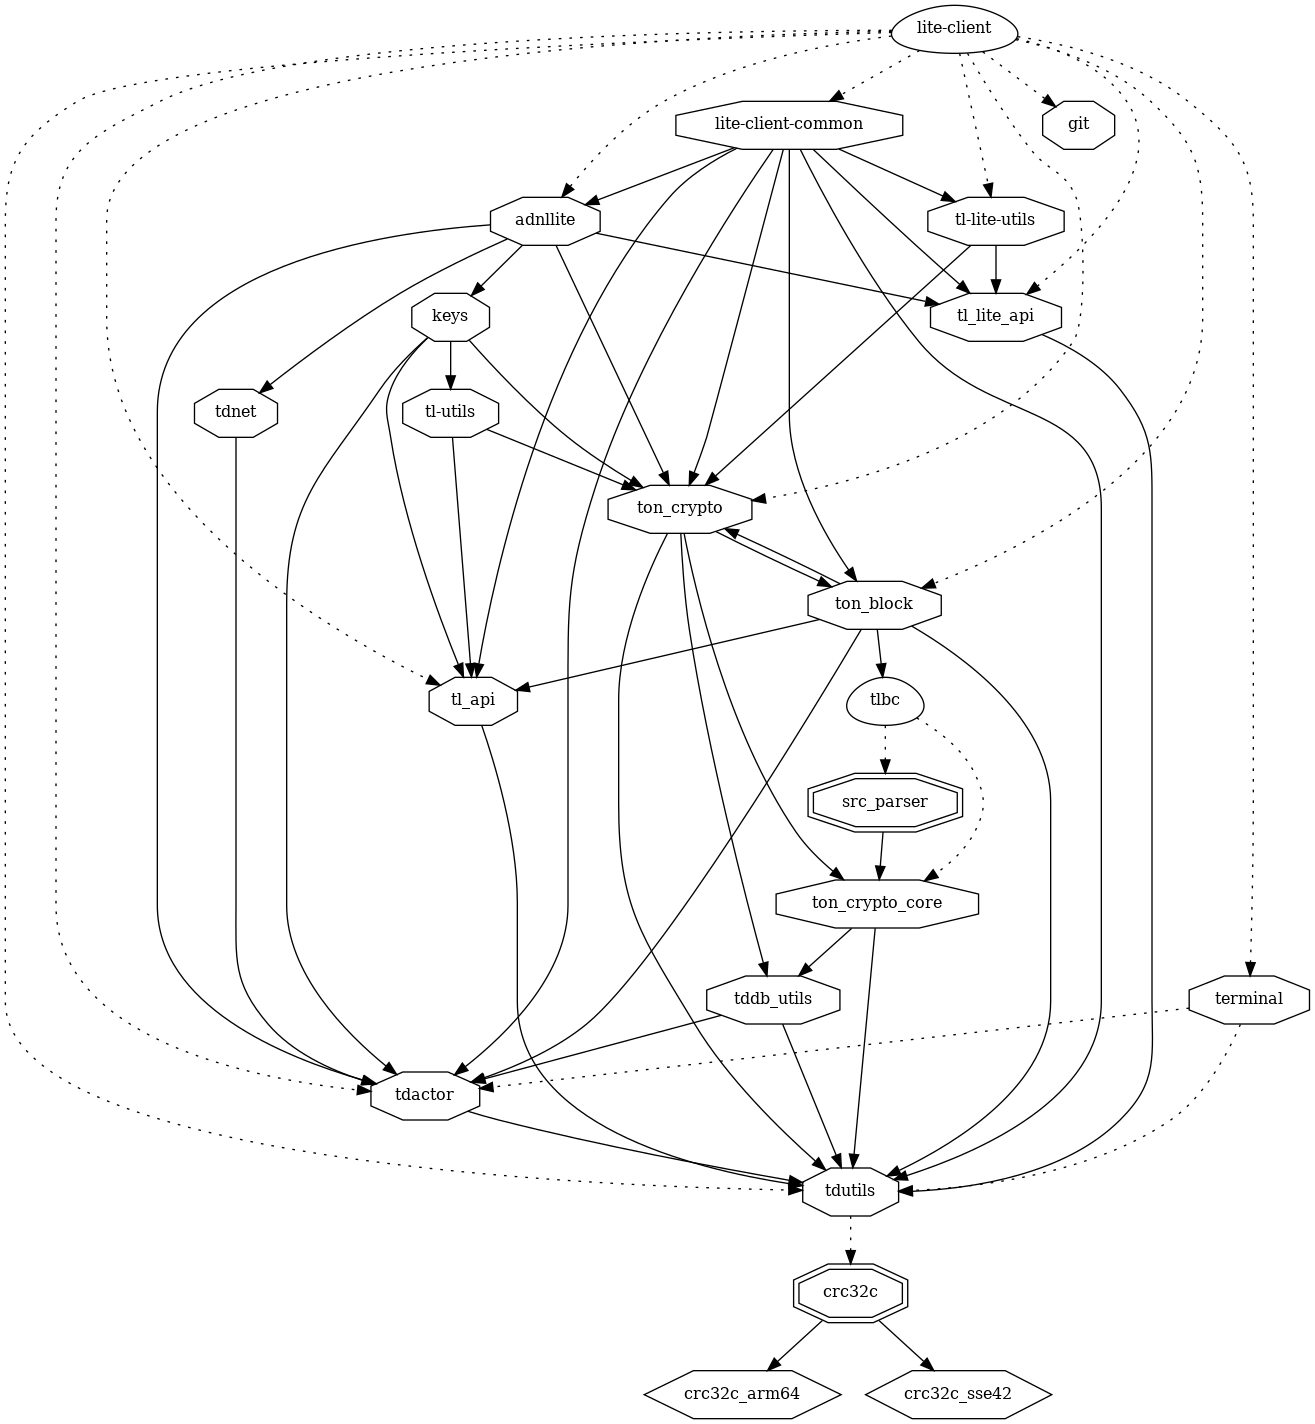 lite-client
lite-client-common
git
adnllite
tl-lite-utils
keys
tl_lite_api
tdnet
tl-utils
ton_crypto
ton_block
tl_api
tlbc
src_parser
ton_crypto_core
tddb_utils
terminal
tdactor
tdutils
crc32c
crc32c_arm64
crc32c_sse42